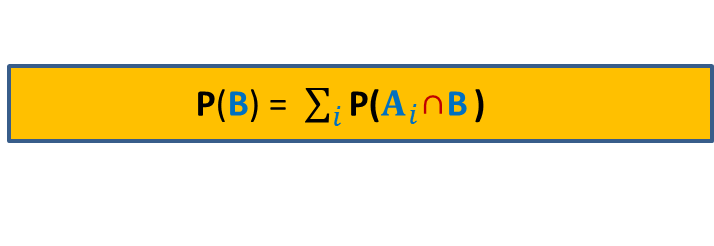 P(B) = ∑ᵢ P(Aᵢ∩B )